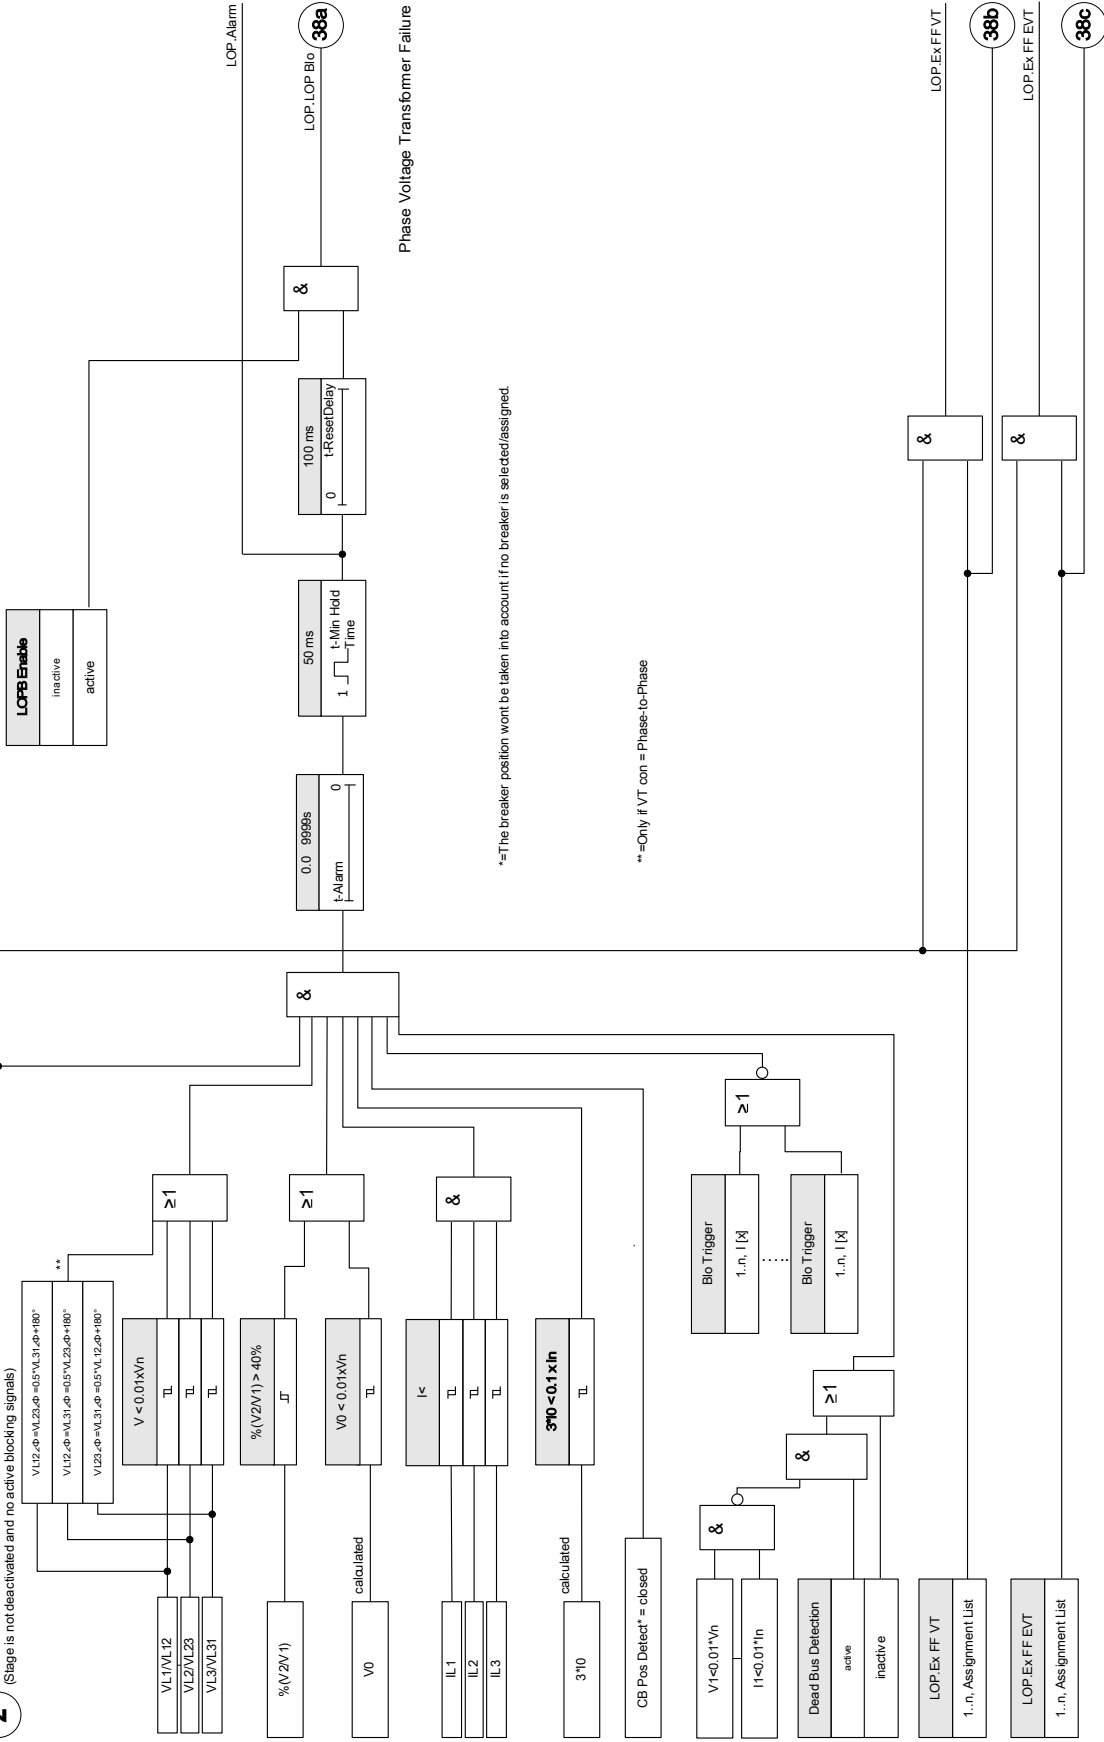 2
(Stage is not deactivated and no active blocking signals)
LOPB Enable
inactive
active
VL12∠Φ=VL23∠Φ=0.5*VL31∠Φ+180°
VL12∠Φ=VL31∠Φ=0.5*VL23∠Φ+180°
VL23∠Φ=VL31∠Φ=0.5*VL12∠Φ+180°
**
V < 0.01xVn
VL1/VL12
VL2/VL23
VL3/VL31
≥1
%(V2/V1) > 40%
%(V2/V1)
≥1
V0 < 0.01xVn
V0
calculated
&
0.0 9999s
t-Alarm
0
50 ms
1
t-Min Hold
Time
100 ms
0
t-ResetDelay
&
LOP.Alarm
LOP.LOP Blo
38a
Phase Voltage Transformer Failure
I<
IL1
IL2
IL3
&
3*I0 < 0.1 x In
3*I0
calculated
*=The breaker position wont be taken into account if no breaker is selected/assigned.
CB Pos Detect* = closed
**=Only if VT con = Phase-to-Phase
Blo Trigger
1..n, I [x]
Blo Trigger
1..n, I [x]
≥1
V1<0.01*Vn
I1<0.01*In
&
&
≥1
Dead Bus Detection
active
inactive
LOP.Ex FF VT
1..n, Assignment List
&
LOP.Ex FF VT
38b
LOP.Ex FF EVT
1..n, Assignment List
&
LOP.Ex FF EVT
38c